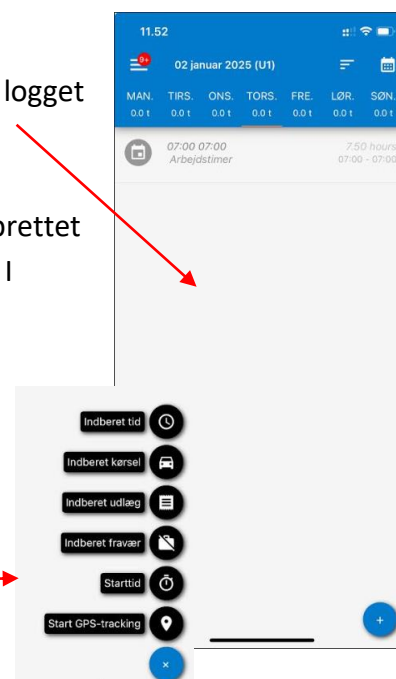 logget
prettet
I
11.52
9+
02 januar 2025 (U1)
MAN. TIRS. ONS. TORS. FRE. LØR. SØN.
0.0 t 0.0 t 0.0 t 0.0 t 0.0 t 0.0 t 0.0 t
07:00 07:00 7.50 hours
Arbejdstimer 07:00 - 07:00
Indberet tid
Indberet kørsel
Indberet udlæg
Indberet fravær
Starttid
Start GPS-tracking